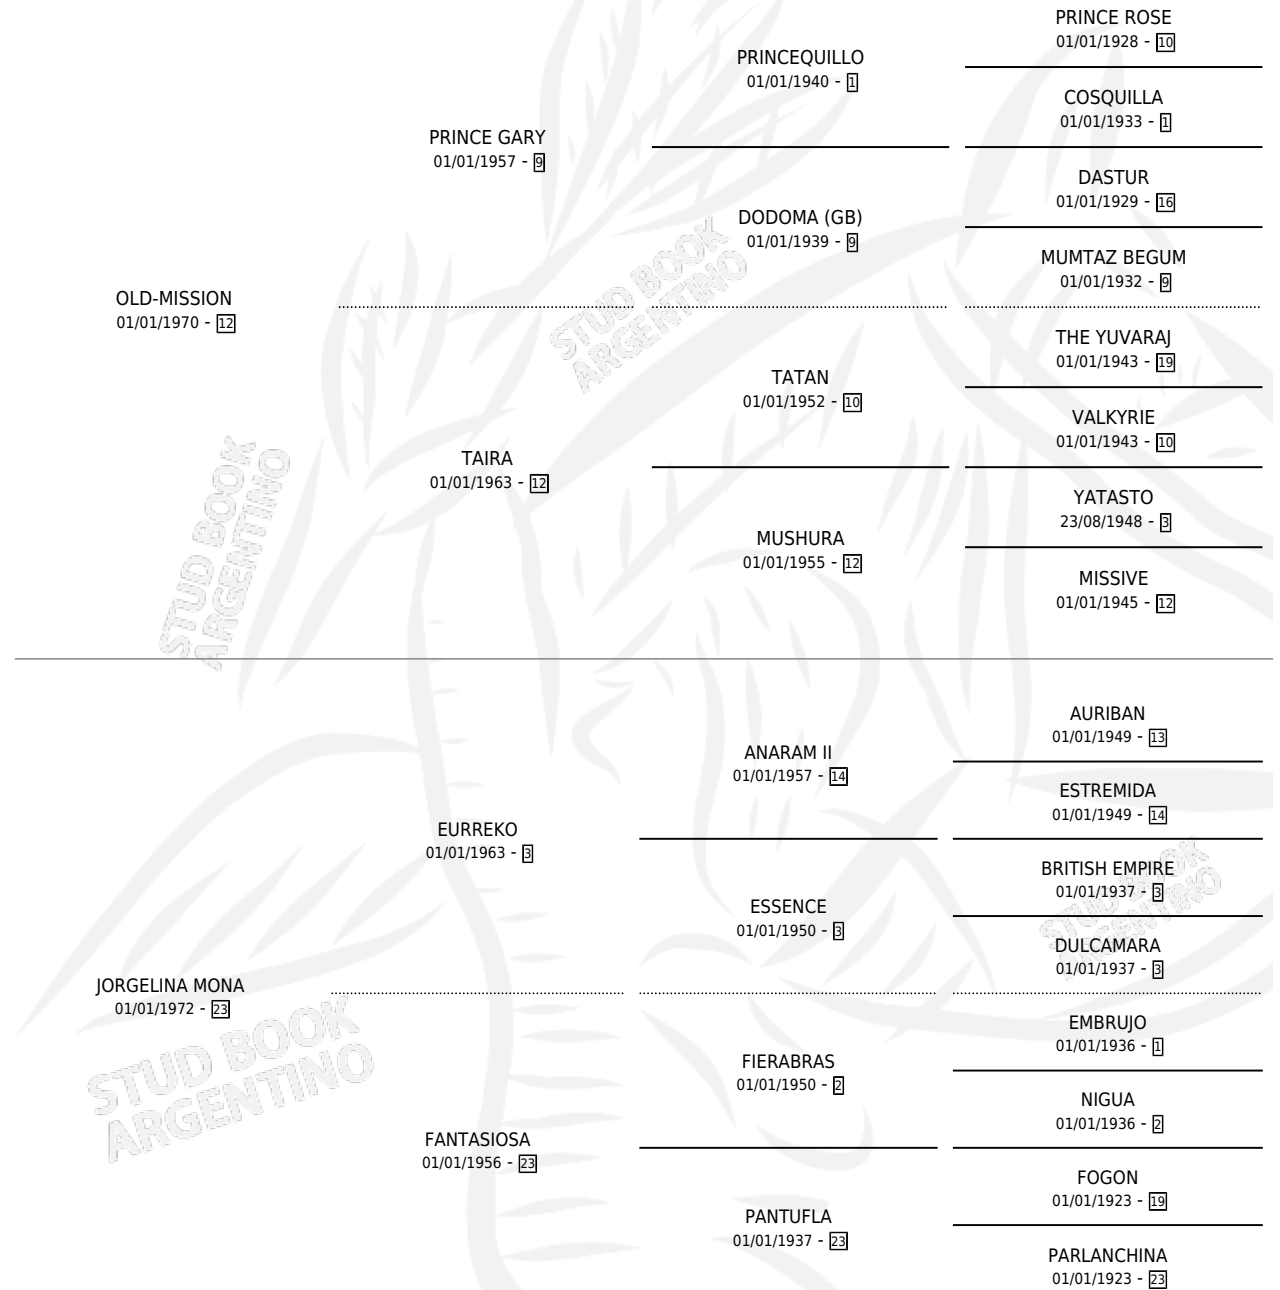 PRINCE ROSE
01/01/1928 - 10
PRINCEQUILLO
01/01/1940 - 1
COSQUILLA
01/01/1933 - 1
PRINCE GARY
01/01/1957 - 9
DASTUR
01/01/1929 - 16
DODOMA (GB)
01/01/1939 - 9
MUMTAZ BEGUM
01/01/1932 - 9
OLD-MISSION
01/01/1970 - 12
THE YUVARAJ
01/01/1943 - 19
TATAN
01/01/1952 - 10
VALKYRIE
01/01/1943 - 10
TAIRA
01/01/1963 - 12
YATASTO
23/08/1948 - 3
MUSHURA
01/01/1955 - 12
MISSIVE
01/01/1945 - 12
AURIBAN
01/01/1949 - 13
ANARAM II
01/01/1957 - 14
ESTREMIDA
01/01/1949 - 14
EURREKO
01/01/1963 - 3
BRITISH EMPIRE
01/01/1937 - 3
ESSENCE
01/01/1950 - 3
DULCAMARA
01/01/1937 - 3
JORGELINA MONA
01/01/1972 - 23
EMBRUJO
01/01/1936 - 1
FIERABRAS
01/01/1950 - 2
NIGUA
01/01/1936 - 2
FANTASIOSA
01/01/1956 - 23
FOGON
01/01/1923 - 19
PANTUFLA
01/01/1937 - 23
PARLANCHINA
01/01/1923 - 23
STUD BOOK
ARGENTINO
STUD BOOK
ARGENTINO
STUD BOOK
ARGENTINO
STUD BOOK
ARGENTINO